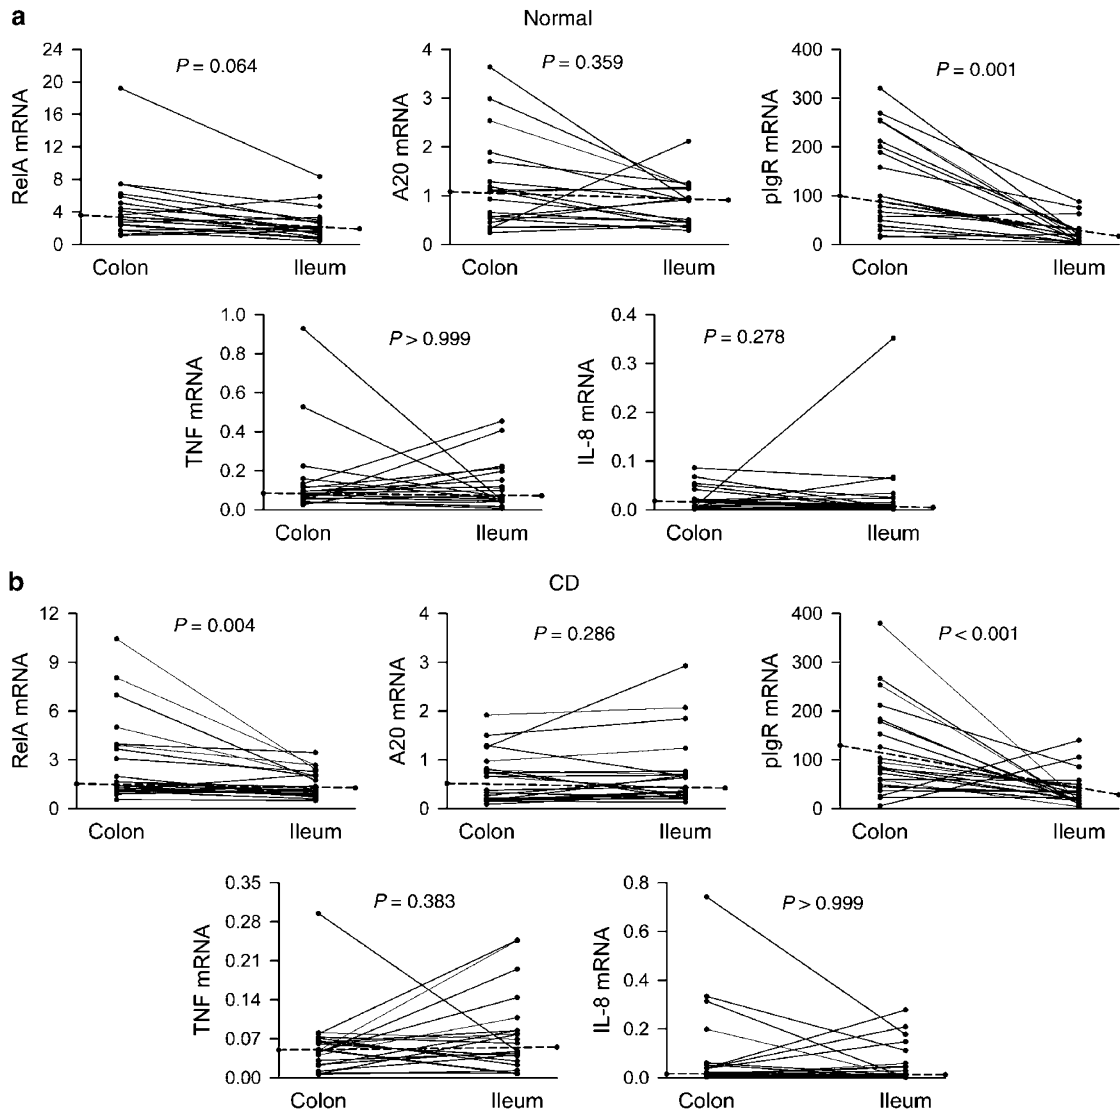 a
Normal
24
20
16
12
8
4
0
RelA mRNA
P = 0.064
Colon
Ileum
4
3
2
1
0
A20 mRNA
P = 0.359
Colon
Ileum
400
300
200
100
0
pIgR mRNA
P = 0.001
Colon
Ileum
1.0
0.8
0.6
0.4
0.2
0.0
TNF mRNA
P > 0.999
Colon
Ileum
0.4
0.3
0.2
0.1
0.0
IL-8 mRNA
P = 0.278
Colon
Ileum
b
CD
12
9
6
3
0
RelA mRNA
P = 0.004
Colon
Ileum
4
3
2
1
0
A20 mRNA
P = 0.286
Colon
Ileum
400
300
200
100
0
pIgR mRNA
P < 0.001
Colon
Ileum
0.35
0.28
0.21
0.14
0.07
0.00
TNF mRNA
P = 0.383
Colon
Ileum
0.8
0.6
0.4
0.2
0.0
IL-8 mRNA
P > 0.999
Colon
Ileum